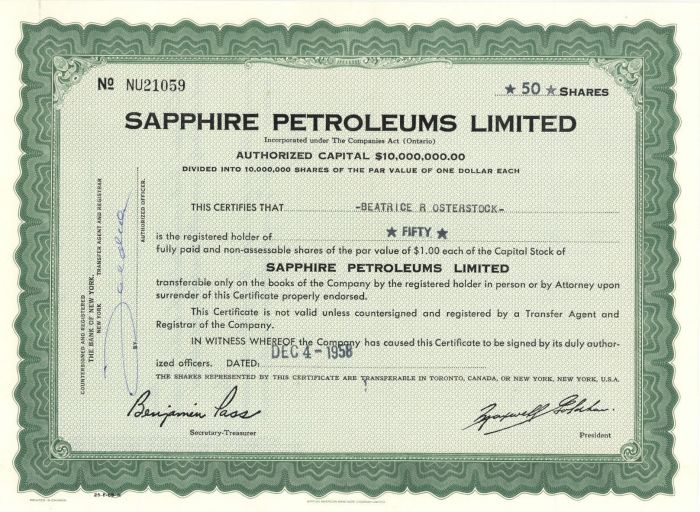 No NU21059
★ 50 ★ SHARES
SAPPHIRE PETROLEUMS LIMITED
Incorporated under The Companies Act (Ontario)
AUTHORIZED CAPITAL $10,000,000.00
DIVIDED INTO 10,000,000 SHARES OF THE PAR VALUE OF ONE DOLLAR EACH
THIS CERTIFIES THAT -BEATRICE R OSTERSTOCK-
is the registered holder of ★ FIFTY ★
fully paid and non-assessable shares of the par value of $1.00 each of the Capital Stock of
SAPPHIRE PETROLEUMS LIMITED
transferable only on the books of the Company by the registered holder in person or by Attorney upon
surrender of this Certificate properly endorsed.
This Certificate is not valid unless countersigned and registered by a Transfer Agent and
Registrar of the Company.
IN WITNESS WHEREOF the Company has caused this Certificate to be signed by its duly author-
ized officers. DATED: DEC 4 - 1958
THE SHARES REPRESENTED BY THIS CERTIFICATE ARE TRANSFERABLE IN TORONTO, CANADA, OR NEW YORK, NEW YORK, U.S.A.
Benjamin Pass
Secretary-Treasurer
Maxwell
President
COUNTERSIGNED AND REGISTERED
THE BANK OF NEW YORK,
NEW YORK
TRANSFER AGENT AND REGISTRAR
BY
AUTHORIZED OFFICER.